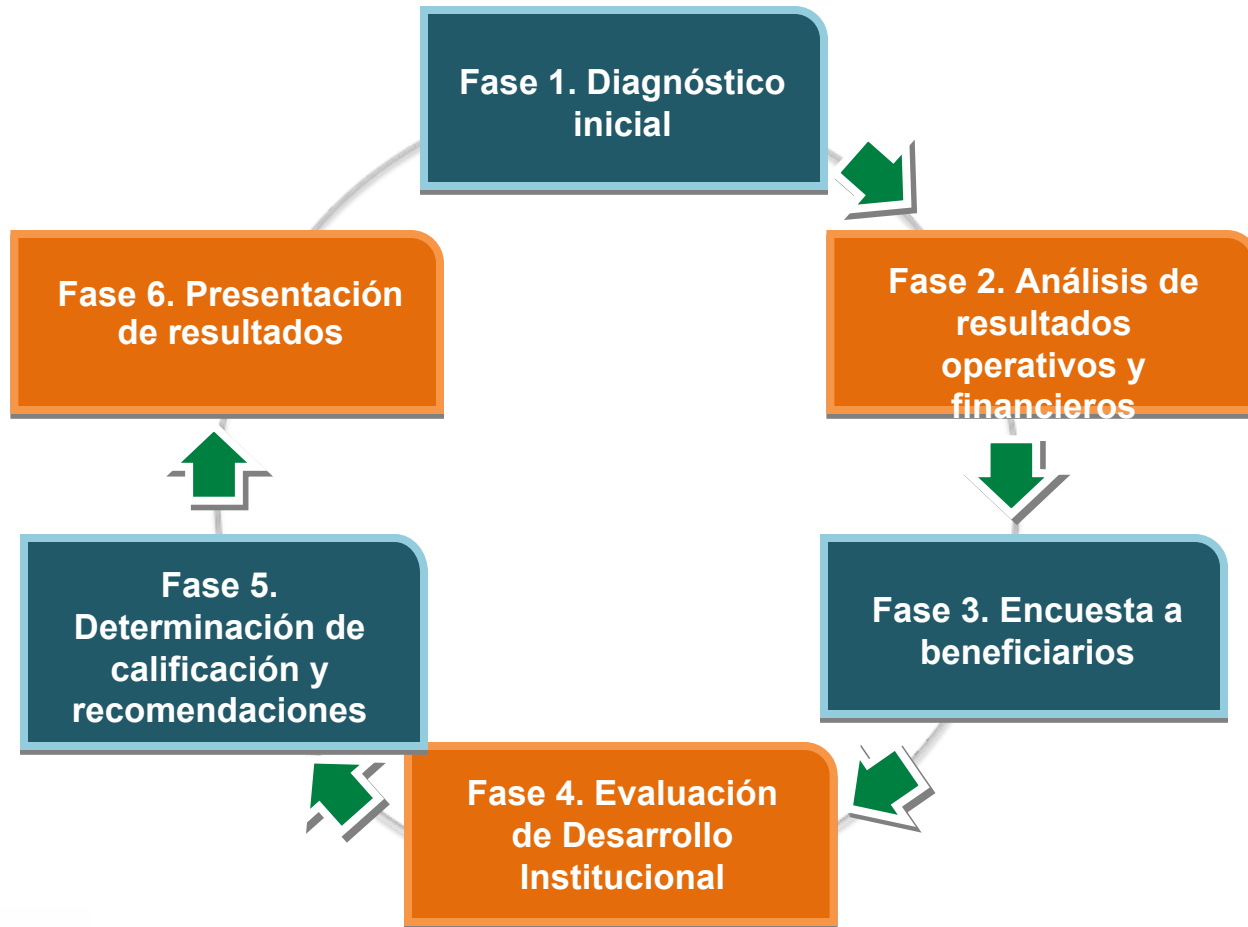 Fase 1. Diagnóstico
inicial
Fase 2. Análisis de
resultados
operativos y
financieros
Fase 3. Encuesta a
beneficiarios
Fase 4. Evaluación
de Desarrollo
Institucional
Fase 5.
Determinación de
calificación y
recomendaciones
Fase 6. Presentación
de resultados